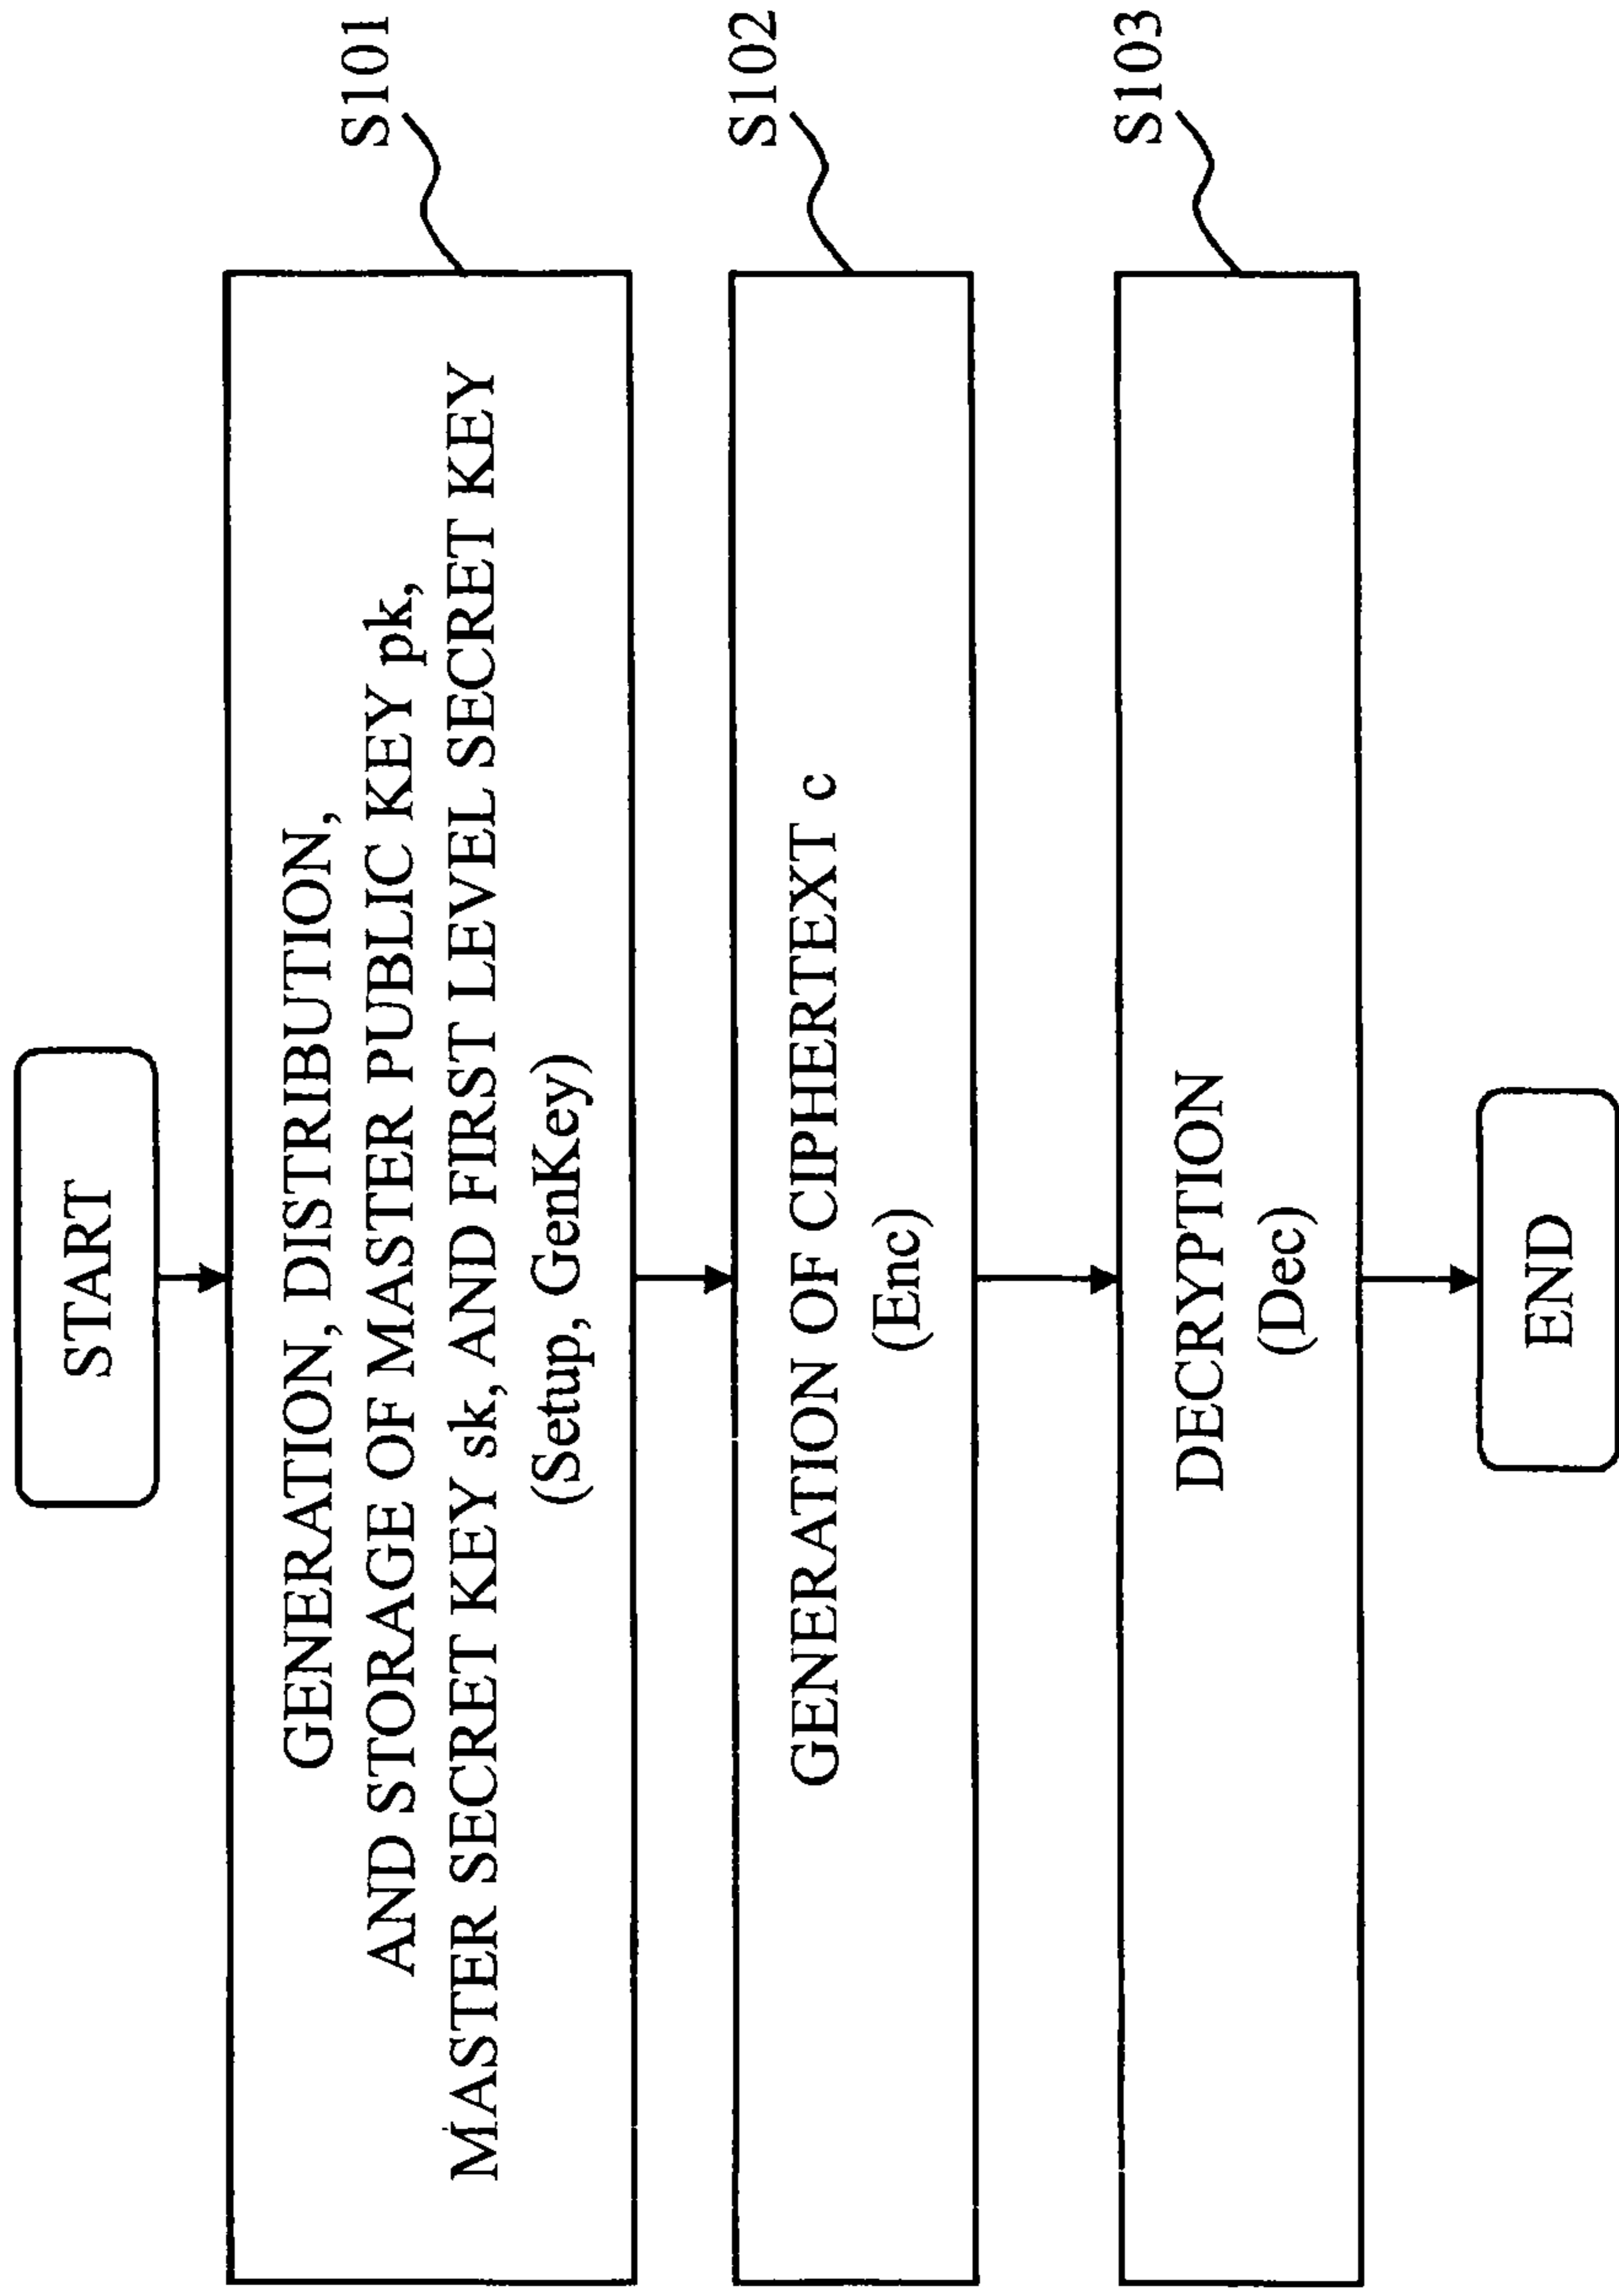 START
S101
GENERATION, DISTRIBUTION,
AND STORAGE OF MASTER PUBLIC KEY pk,
MASTER SECRET KEY sk, AND FIRST LEVEL SECRET KEY
(Setup, GenKey)
S102
GENERATION OF CIPHERTEXT c
(Enc)
S103
DECRYPTION
(Dec)
END